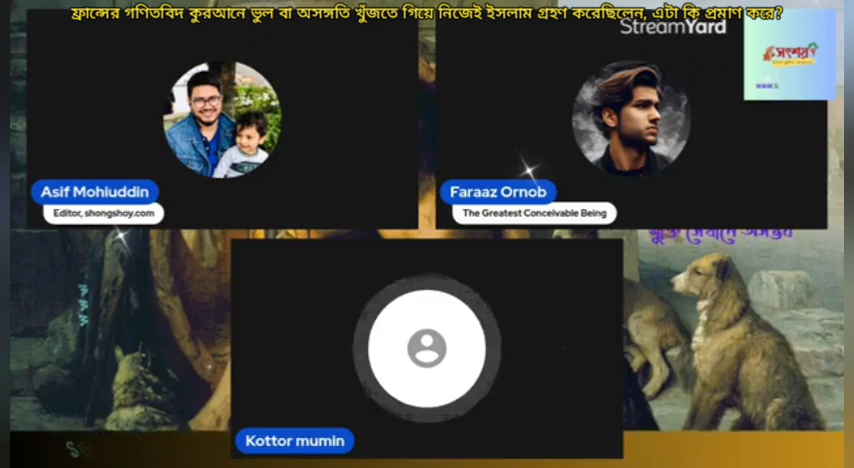 ফ্রান্সের গণিতবিদ কুরআনে ভুল বা অসঙ্গতি খুঁজতে গিয়ে নিজেই ইসলাম গ্রহণ করেছিলেন, এটা কি প্রমাণ করে?
StreamYard
সংশয়
Asif Mohiuddin
Editor, shongshoy.com
Faraaz Ornob
The Greatest Conceivable Being
Kottor mumin